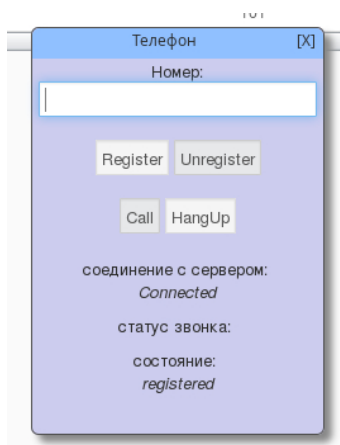 Телефон [X]
Номер:
Register Unregister
Call HangUp
соединение с сервером:
Connected
статус звонка:
состояние:
registered